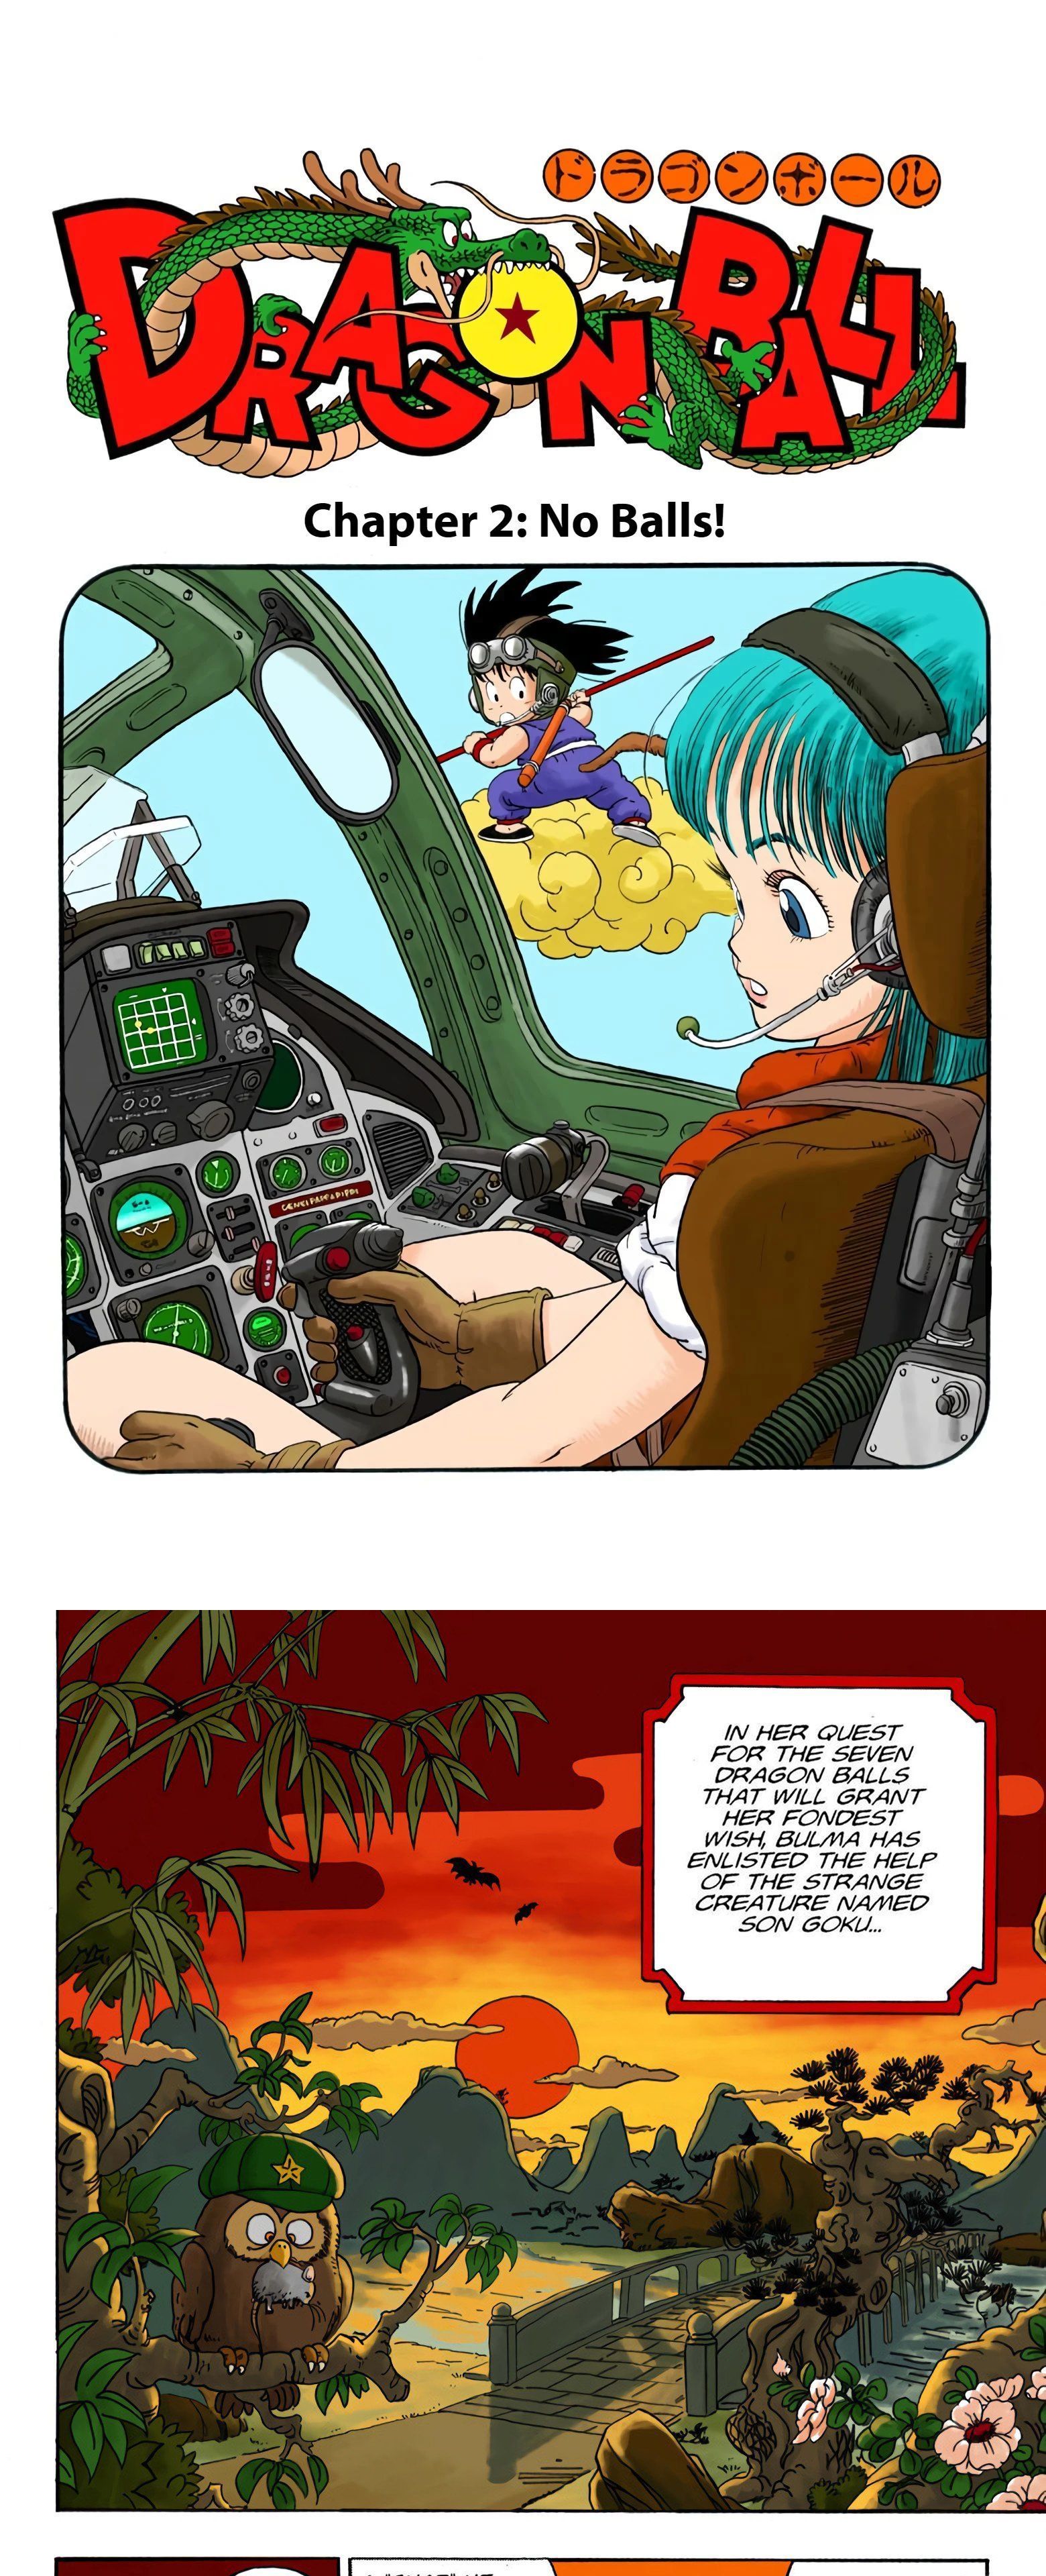 ドラゴンボール
DRAGON BALL
Chapter 2: No Balls!
IN HER QUEST
FOR THE SEVEN
DRAGON BALLS
THAT WILL GRANT
HER FONDEST
WISH, BULMA HAS
ENLISTED THE HELP
OF THE STRANGE
CREATURE NAMED
SON GOKU...